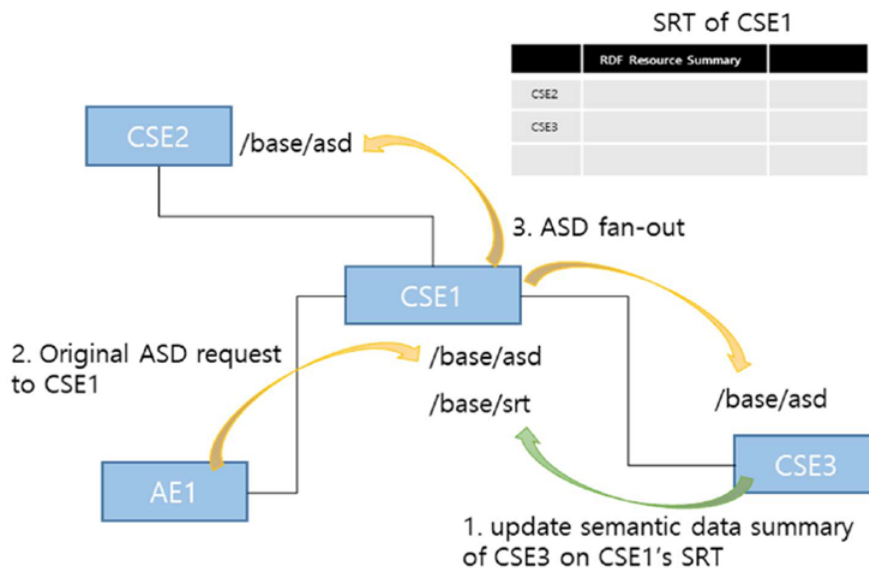 SRT of CSE1
RDF Resource Summary
CSE2
CSE3
CSE2
/base/asd
3. ASD fan-out
CSE1
2. Original ASD request
to CSE1
/base/asd
/base/srt
/base/asd
AE1
CSE3
1. update semantic data summary
of CSE3 on CSE1's SRT